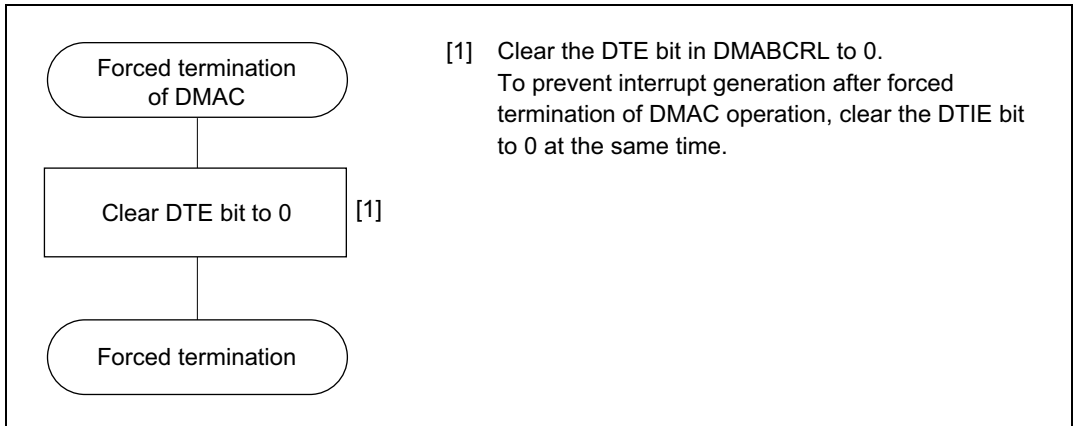 Forced termination
of DMAC
Clear DTE bit to 0
[1]
Forced termination
[1] Clear the DTE bit in DMABCRL to 0.
To prevent interrupt generation after forced
termination of DMAC operation, clear the DTIE bit
to 0 at the same time.